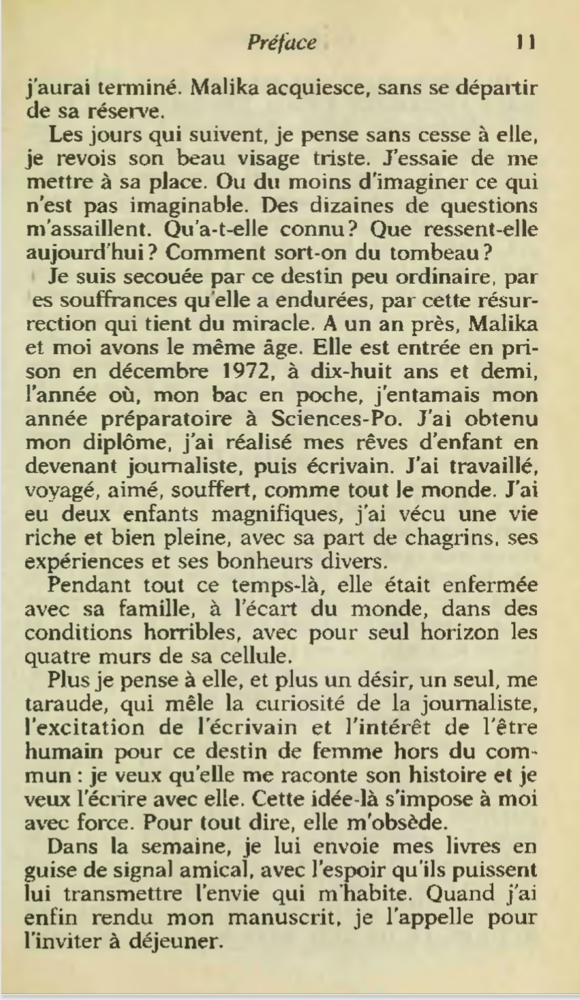 Préface 11
j'aurai terminé. Malika acquiesce, sans se départir
de sa réserve.
Les jours qui suivent, je pense sans cesse à elle,
je revois son beau visage triste. J'essaie de me
mettre à sa place. Ou du moins d'imaginer ce qui
n'est pas imaginable. Des dizaines de questions
m'assaillent. Qu'a-t-elle connu ? Que ressent-elle
aujourd'hui ? Comment sort-on du tombeau ?
Je suis secouée par ce destin peu ordinaire, par
es souffrances qu'elle a endurées, par cette résur-
rection qui tient du miracle. A un an près, Malika
et moi avons le même âge. Elle est entrée en pri-
son en décembre 1972, à dix-huit ans et demi,
l'année où, mon bac en poche, j'entamais mon
année préparatoire à Sciences-Po. J'ai obtenu
mon diplôme, j'ai réalisé mes rêves d'enfant en
devenant journaliste, puis écrivain. J'ai travaillé,
voyagé, aimé, souffert, comme tout le monde. J'ai
eu deux enfants magnifiques, j'ai vécu une vie
riche et bien pleine, avec sa part de chagrins, ses
expériences et ses bonheurs divers.
Pendant tout ce temps-là, elle était enfermée
avec sa famille, à l'écart du monde, dans des
conditions horribles, avec pour seul horizon les
quatre murs de sa cellule.
Plus je pense à elle, et plus un désir, un seul, me
taraude, qui mêle la curiosité de la journaliste,
l'excitation de l'écrivain et l'intérêt de l'être
humain pour ce destin de femme hors du com-
mun : je veux qu'elle me raconte son histoire et je
veux l'écrire avec elle. Cette idée-là s'impose à moi
avec force. Pour tout dire, elle m'obsède.
Dans la semaine, je lui envoie mes livres en
guise de signal amical, avec l'espoir qu'ils puissent
lui transmettre l'envie qui m'habite. Quand j'ai
enfin rendu mon manuscrit, je l'appelle pour
l'inviter à déjeuner.